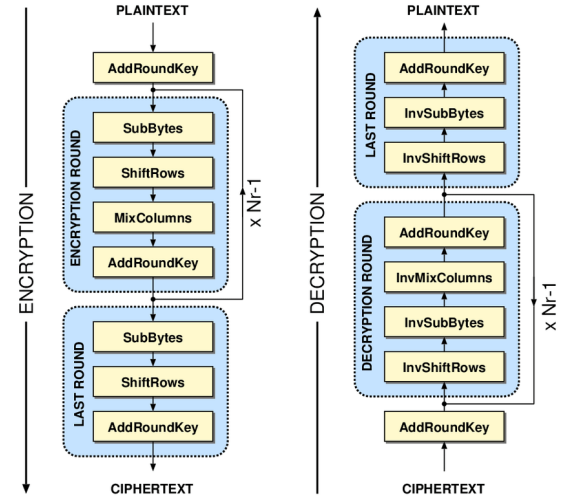 PLAINTEXT
AddRoundKey
ENCRYPTION ROUND
SubBytes
ShiftRows
MixColumns
AddRoundKey
x Nr-1
ENCRYPTION
LAST ROUND
SubBytes
ShiftRows
AddRoundKey
CIPHERTEXT
PLAINTEXT
LAST ROUND
AddRoundKey
InvSubBytes
InvShiftRows
DECRYPTION
DECRYPTION ROUND
AddRoundKey
InvMixColumns
InvSubBytes
InvShiftRows
x Nr-1
AddRoundKey
CIPHERTEXT